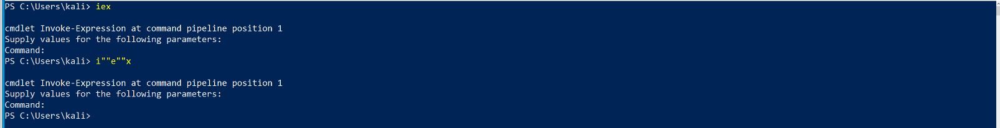 PS C:\Users\kali> iex
cmdlet Invoke-Expression at command pipeline position 1
Supply values for the following parameters:
Command:
PS C:\Users\kali> i""e""x
cmdlet Invoke-Expression at command pipeline position 1
Supply values for the following parameters:
Command:
PS C:\Users\kali>